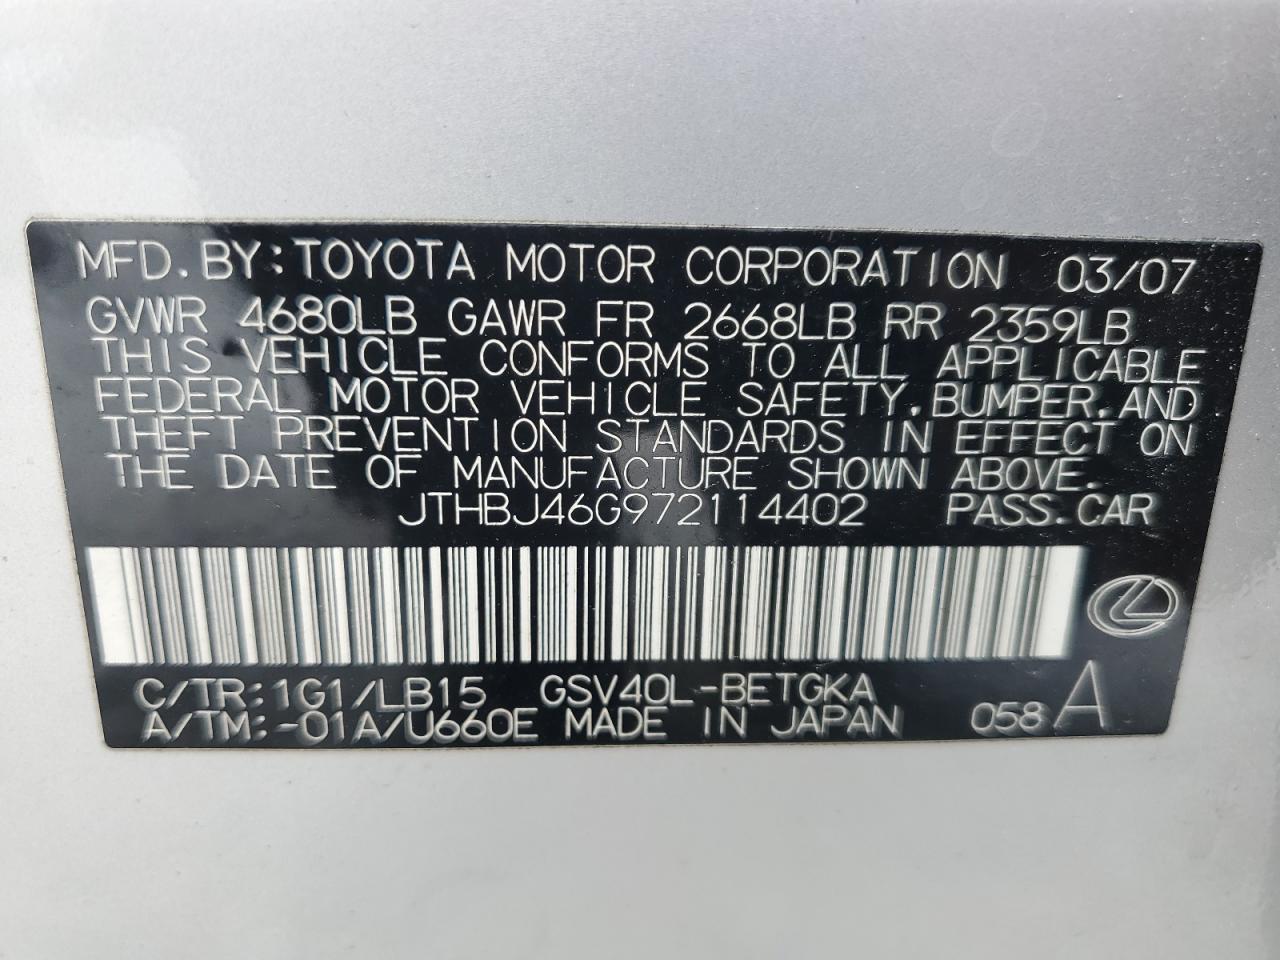 MFD. BY: TOYOTA MOTOR CORPORATION 03/07
GVWR 4680LB GAWR FR 2668LB RR 2359LB
THIS VEHICLE CONFORMS TO ALL APPLICABLE
FEDERAL MOTOR VEHICLE SAFETY, BUMPER, AND
THEFT PREVENTION STANDARDS IN EFFECT ON
THE DATE OF MANUFACTURE SHOWN ABOVE.
JTHBJ46G972114402 PASS. CAR
C/TR: 1G1/LB15 GSV40L-BETGKA
A/TM: -01A/U660E MADE IN JAPAN 058 A